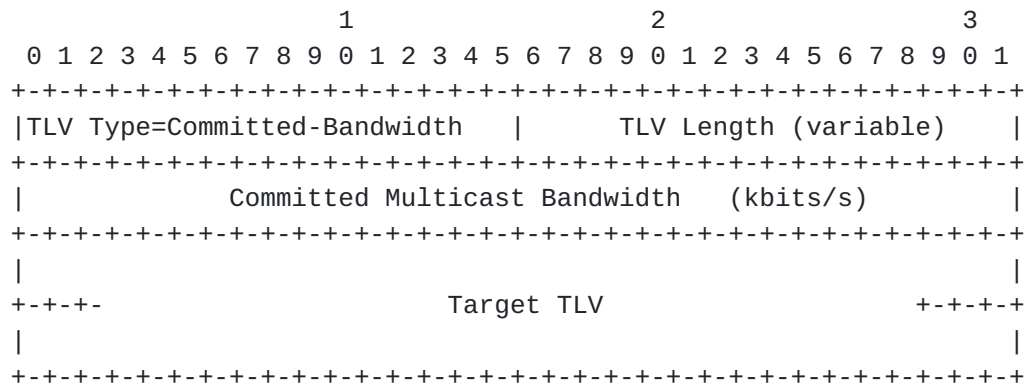 1                   2                   3
 0 1 2 3 4 5 6 7 8 9 0 1 2 3 4 5 6 7 8 9 0 1 2 3 4 5 6 7 8 9 0 1
+-+-+-+-+-+-+-+-+-+-+-+-+-+-+-+-+-+-+-+-+-+-+-+-+-+-+-+-+-+-+-+-+
|TLV Type=Committed-Bandwidth   |      TLV Length (variable)    |
+-+-+-+-+-+-+-+-+-+-+-+-+-+-+-+-+-+-+-+-+-+-+-+-+-+-+-+-+-+-+-+-+
|             Committed Multicast Bandwidth   (kbits/s)         |
+-+-+-+-+-+-+-+-+-+-+-+-+-+-+-+-+-+-+-+-+-+-+-+-+-+-+-+-+-+-+-+-+
|                                                               |
+-+-+-                      Target TLV                    +-+-+-+
|                                                               |
+-+-+-+-+-+-+-+-+-+-+-+-+-+-+-+-+-+-+-+-+-+-+-+-+-+-+-+-+-+-+-+-+